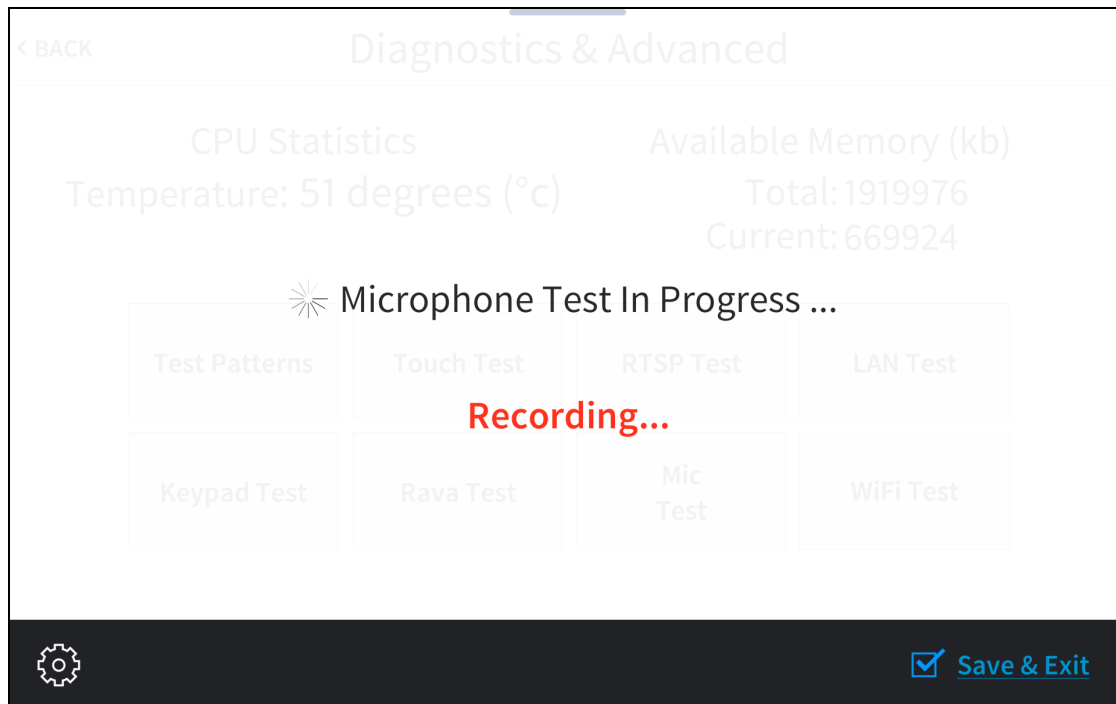 < BACK
Diagnostics & Advanced
CPU Statistics
Available Memory (kb)
Temperature: 51 degrees (°c)
Total: 1919976
Current: 669924
Microphone Test In Progress ...
Test Patterns
Touch Test
RTSP Test
LAN Test
Recording...
Keypad Test
Rava Test
Mic
Test
WiFi Test
Save & Exit